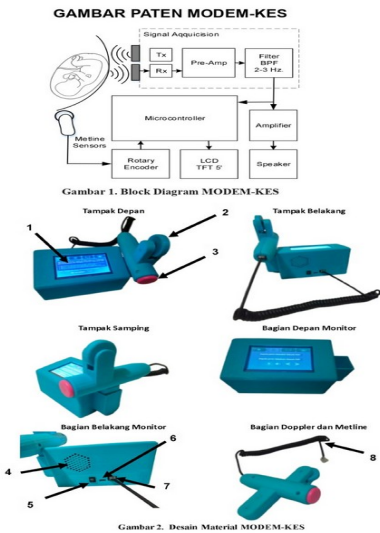 GAMBAR PATEN MODEM-KES
Signal Aqquicision
Tx
Rx
Pre-Amp
Filter
BPF
2-3 Hz.
Metline
Sensors
Microcontroller
Amplifier
Rotary
Encoder
LCD
TFT 5'
Speaker
Gambar 1. Block Diagram MODEM-KES
Tampak Depan
Tampak Belakang
1
2
3
Tampak Samping
Bagian Depan Monitor
Bagian Belakang Monitor
Bagian Doppler dan Metline
4
5
6
7
8
Gambar 2. Desain Material MODEM-KES